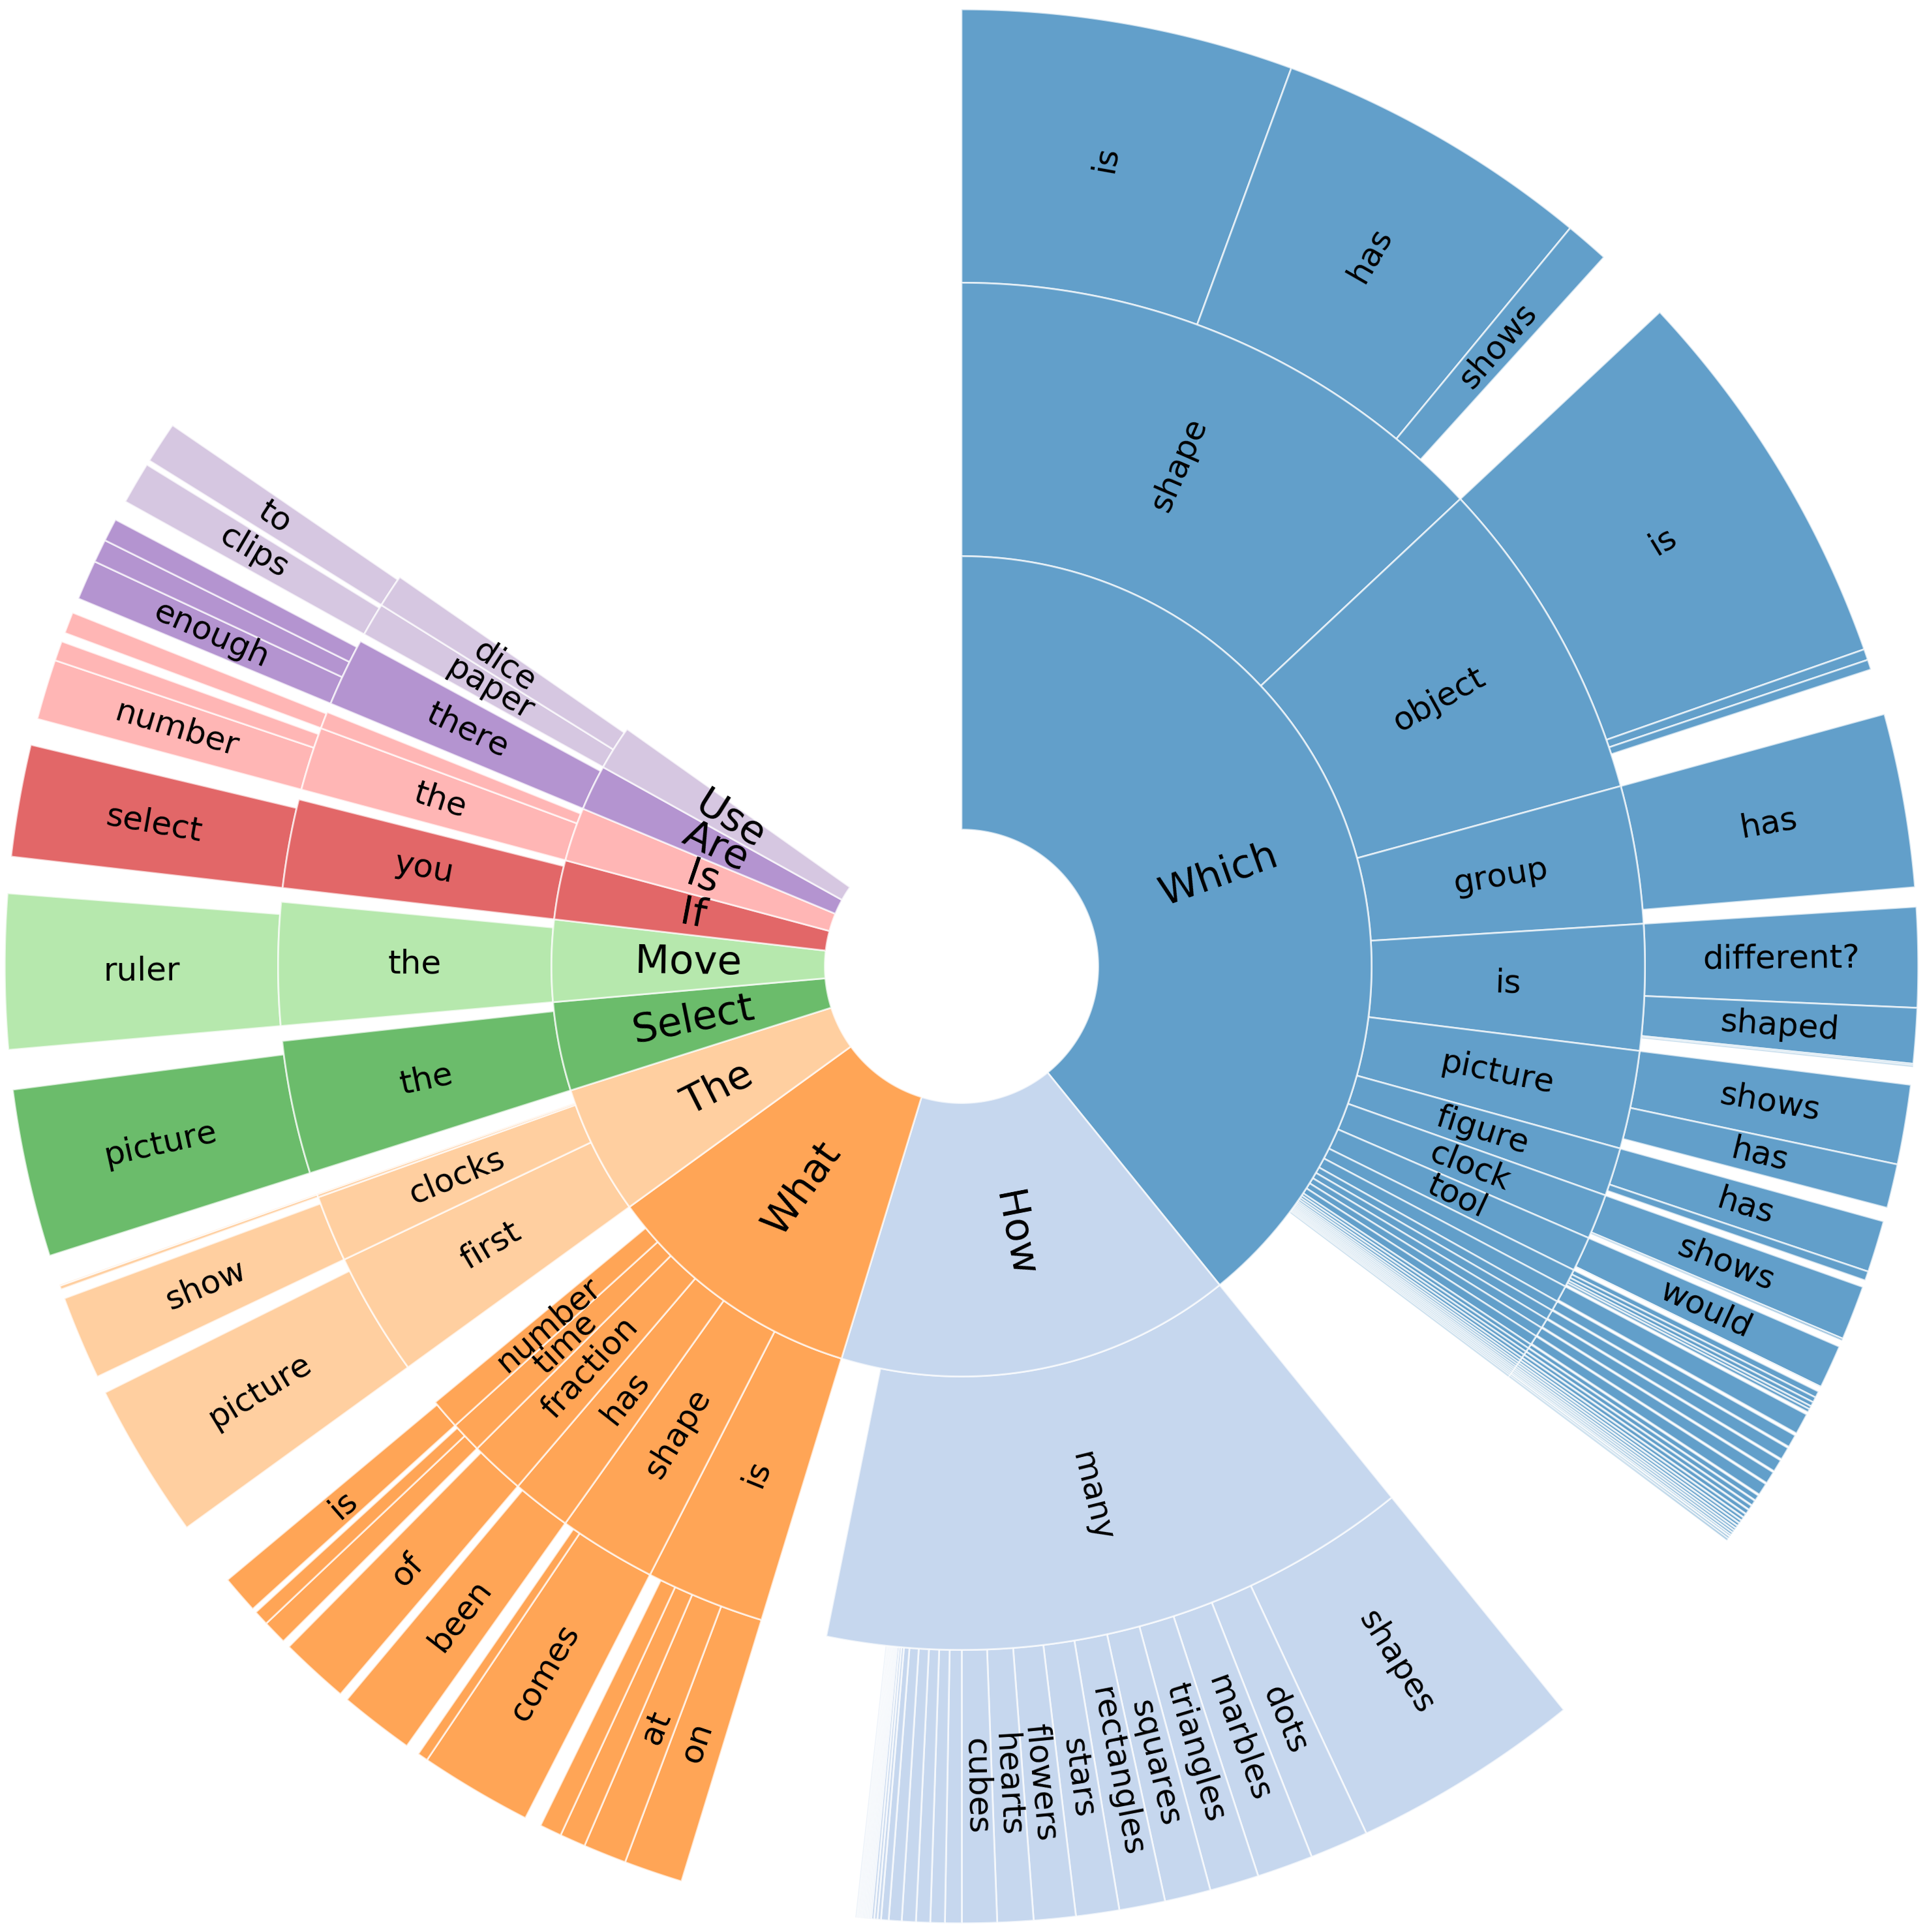 Which
shape
is
has
shows
object
is
group
has
is
different?
shaped
picture
shows
has
figure
has
clock
shows
tool
would
How
many
shapes
dots
marbles
triangles
squares
rectangles
stars
flowers
hearts
cubes
What
is
on
at
shape
comes
has
been
fraction
of
time
number
is
The
first
picture
clocks
show
Select
the
picture
Move
the
ruler
If
you
select
Is
the
number
Are
there
enough
Use
paper
clips
dice
to